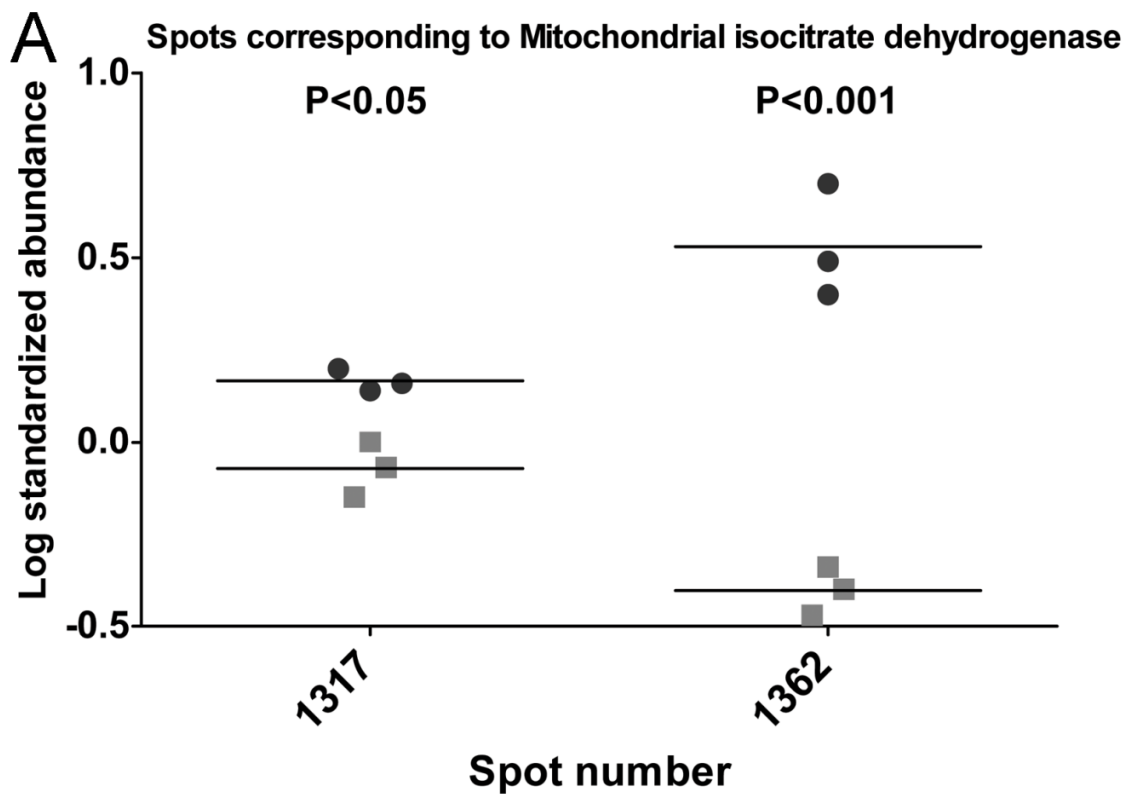 A
Spots corresponding to Mitochondrial isocitrate dehydrogenase
P<0.05
P<0.001
Log standardized abundance
1.0
0.5
0.0
-0.5
1317
1362
Spot number